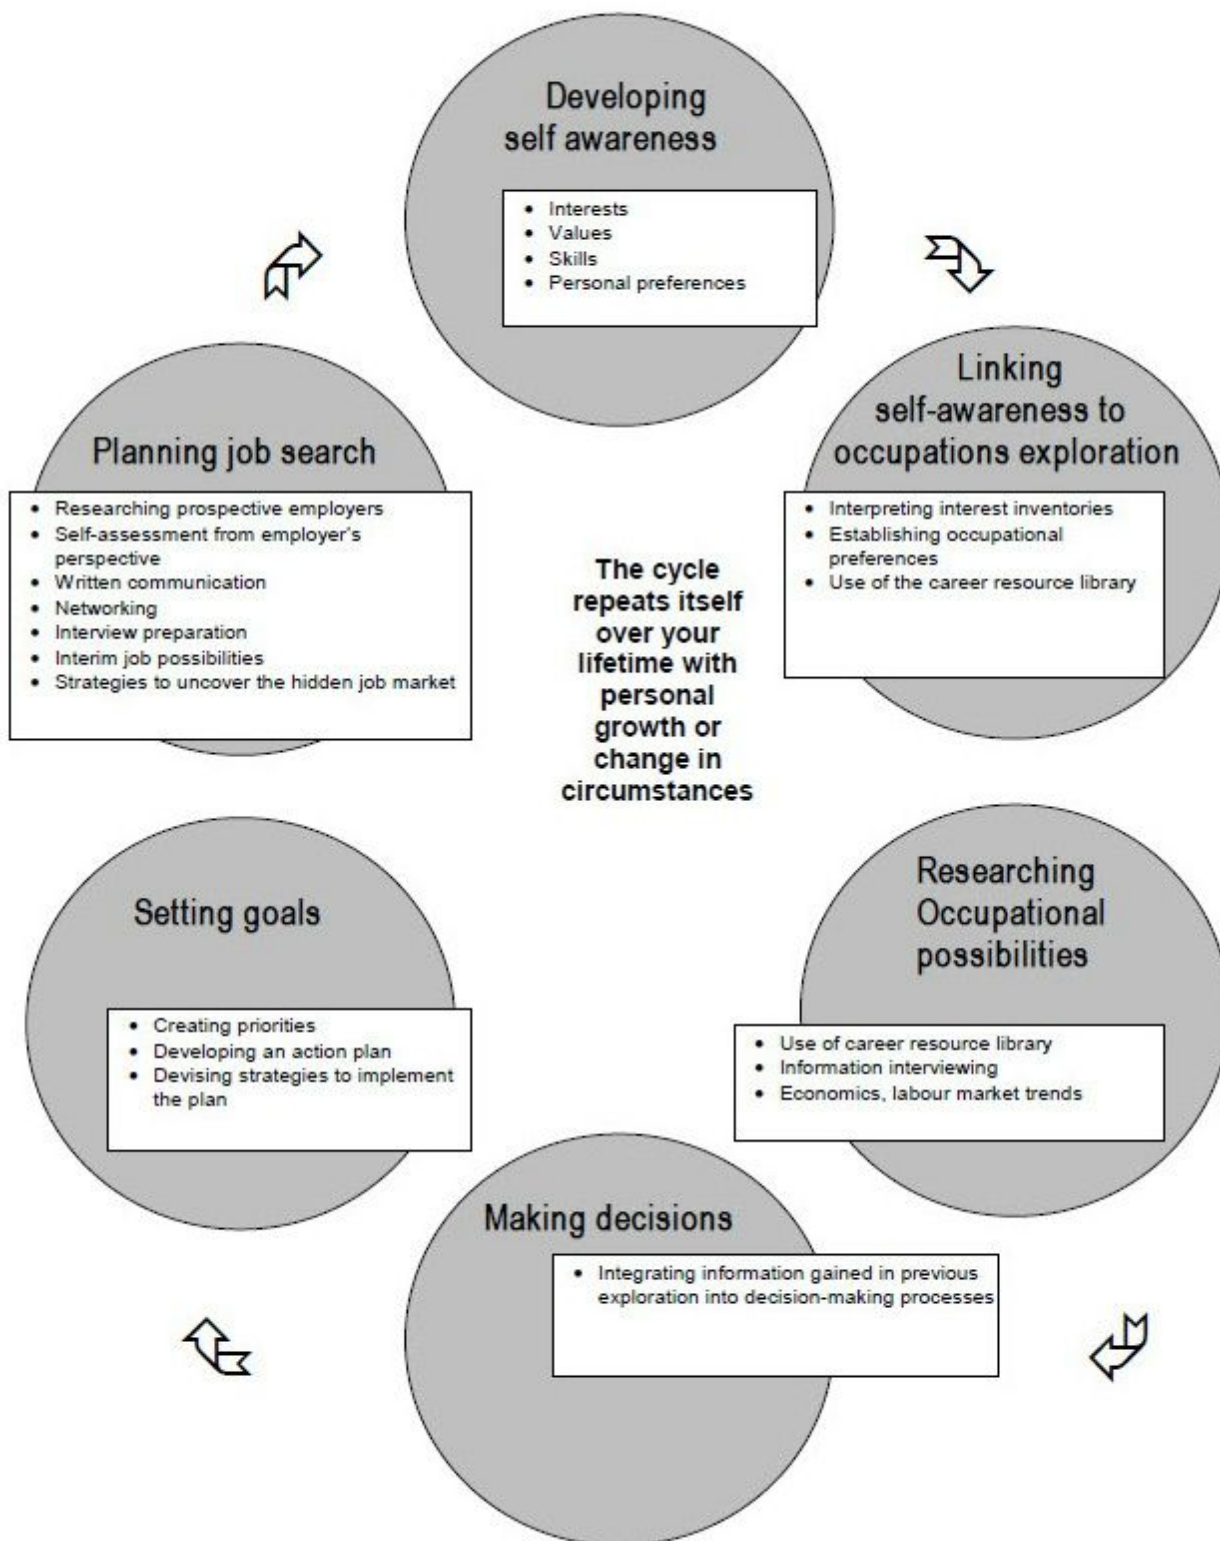 Developing
self awareness
• Interests
• Values
• Skills
• Personal preferences
Linking
self-awareness to
occupations exploration
• Interpreting interest inventories
• Establishing occupational
preferences
• Use of the career resource library
Researching
Occupational
possibilities
• Use of career resource library
• Information interviewing
• Economics, labour market trends
Making decisions
• Integrating information gained in previous
exploration into decision-making processes
Setting goals
• Creating priorities
• Developing an action plan
• Devising strategies to implement
the plan
Planning job search
• Researching prospective employers
• Self-assessment from employer's
perspective
• Written communication
• Networking
• Interview preparation
• Interim job possibilities
• Strategies to uncover the hidden job market
The cycle
repeats itself
over your
lifetime with
personal
growth or
change in
circumstances